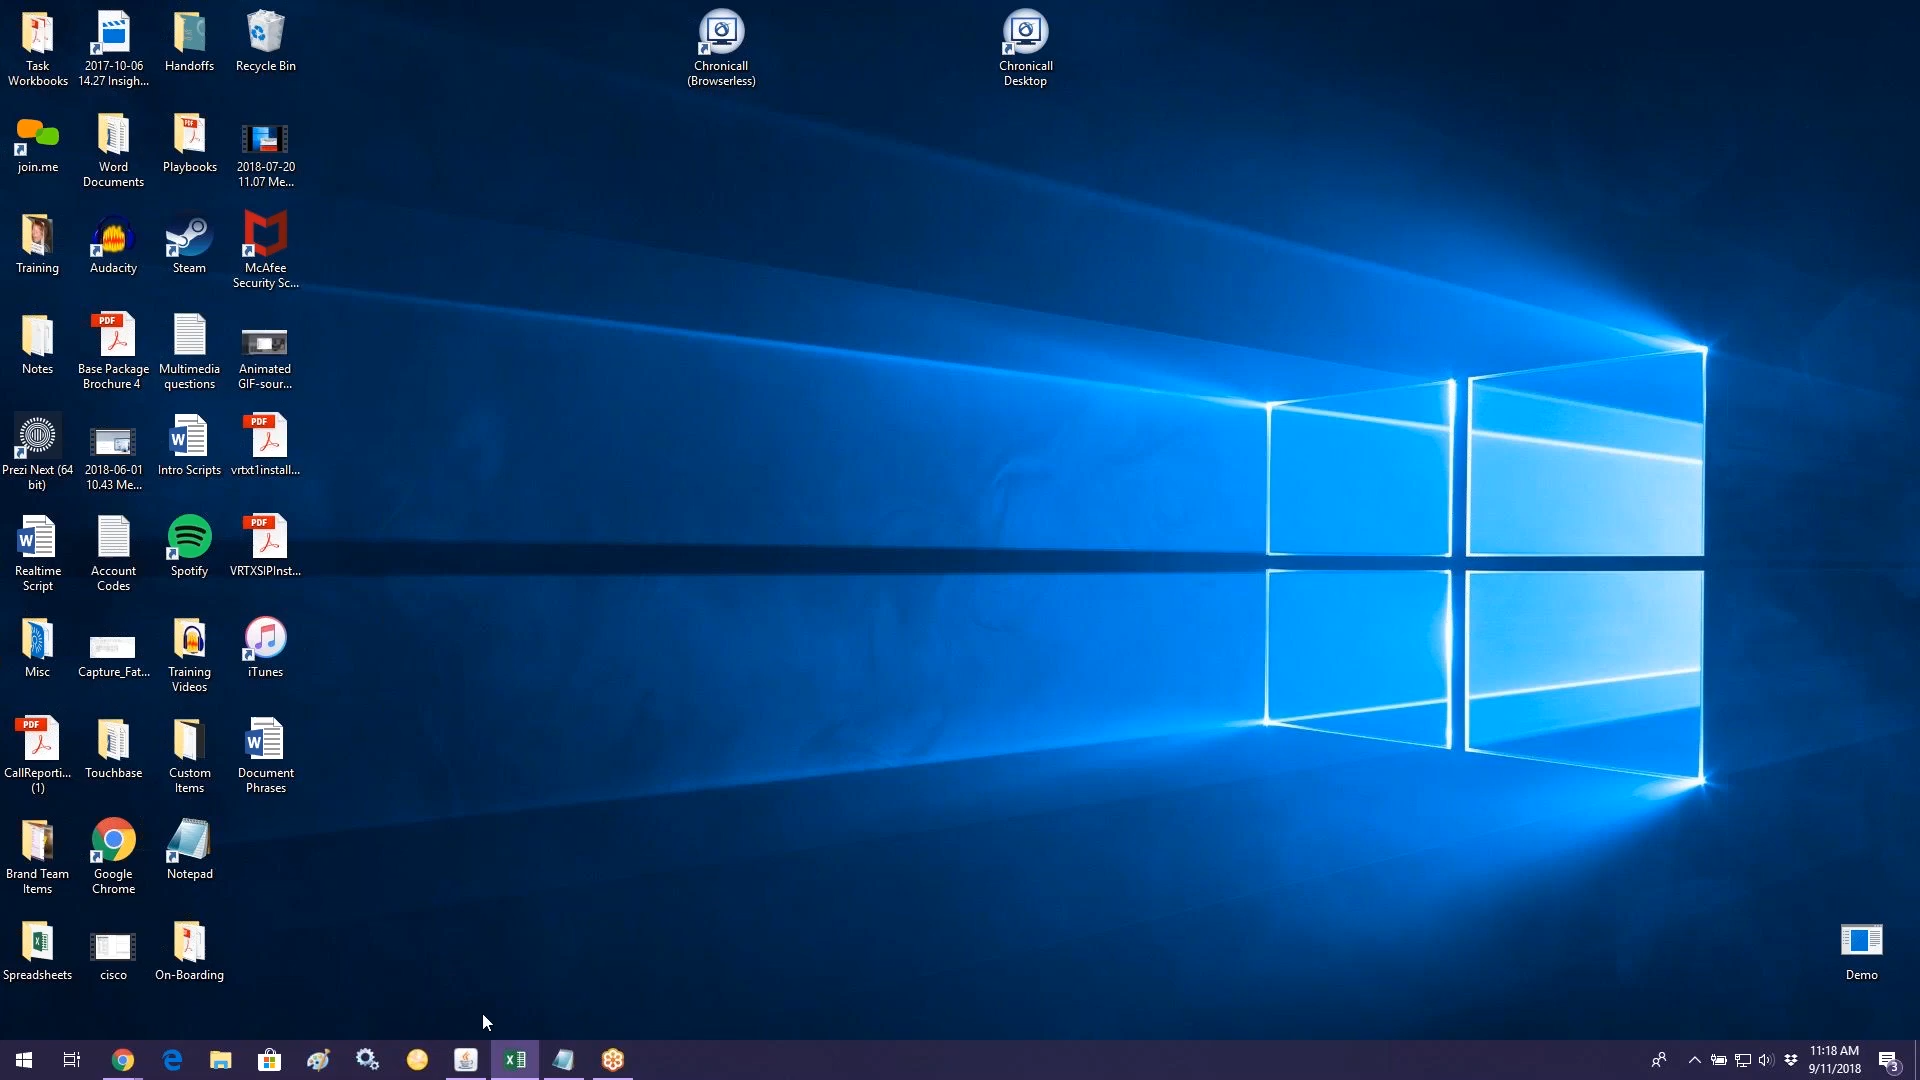 Task
Workbooks
2017-10-06
14.27 Insigh...
Handoffs
Recycle Bin
Chronicall
(Browserless)
Chronicall
Desktop
join.me
Word
Documents
Playbooks
2018-07-20
11.07 Me...
Training
Audacity
Steam
McAfee
Security Sc...
Notes
PDF
Base Package
Brochure 4
Multimedia
questions
Animated
GIF-sour...
Prezi Next (64
bit)
2018-06-01
10.43 Me...
W
Intro Scripts
PDF
vrtxt1install...
W
Realtime
Script
Account
Codes
Spotify
PDF
VRTXSIPInst...
Misc
Capture_Fat...
Training
Videos
iTunes
PDF
CallReporti...
(1)
Touchbase
Custom
Items
W
Document
Phrases
Brand Team
Items
Google
Chrome
Notepad
Spreadsheets
cisco
On-Boarding
Demo
11:18 AM
9/11/2018
3